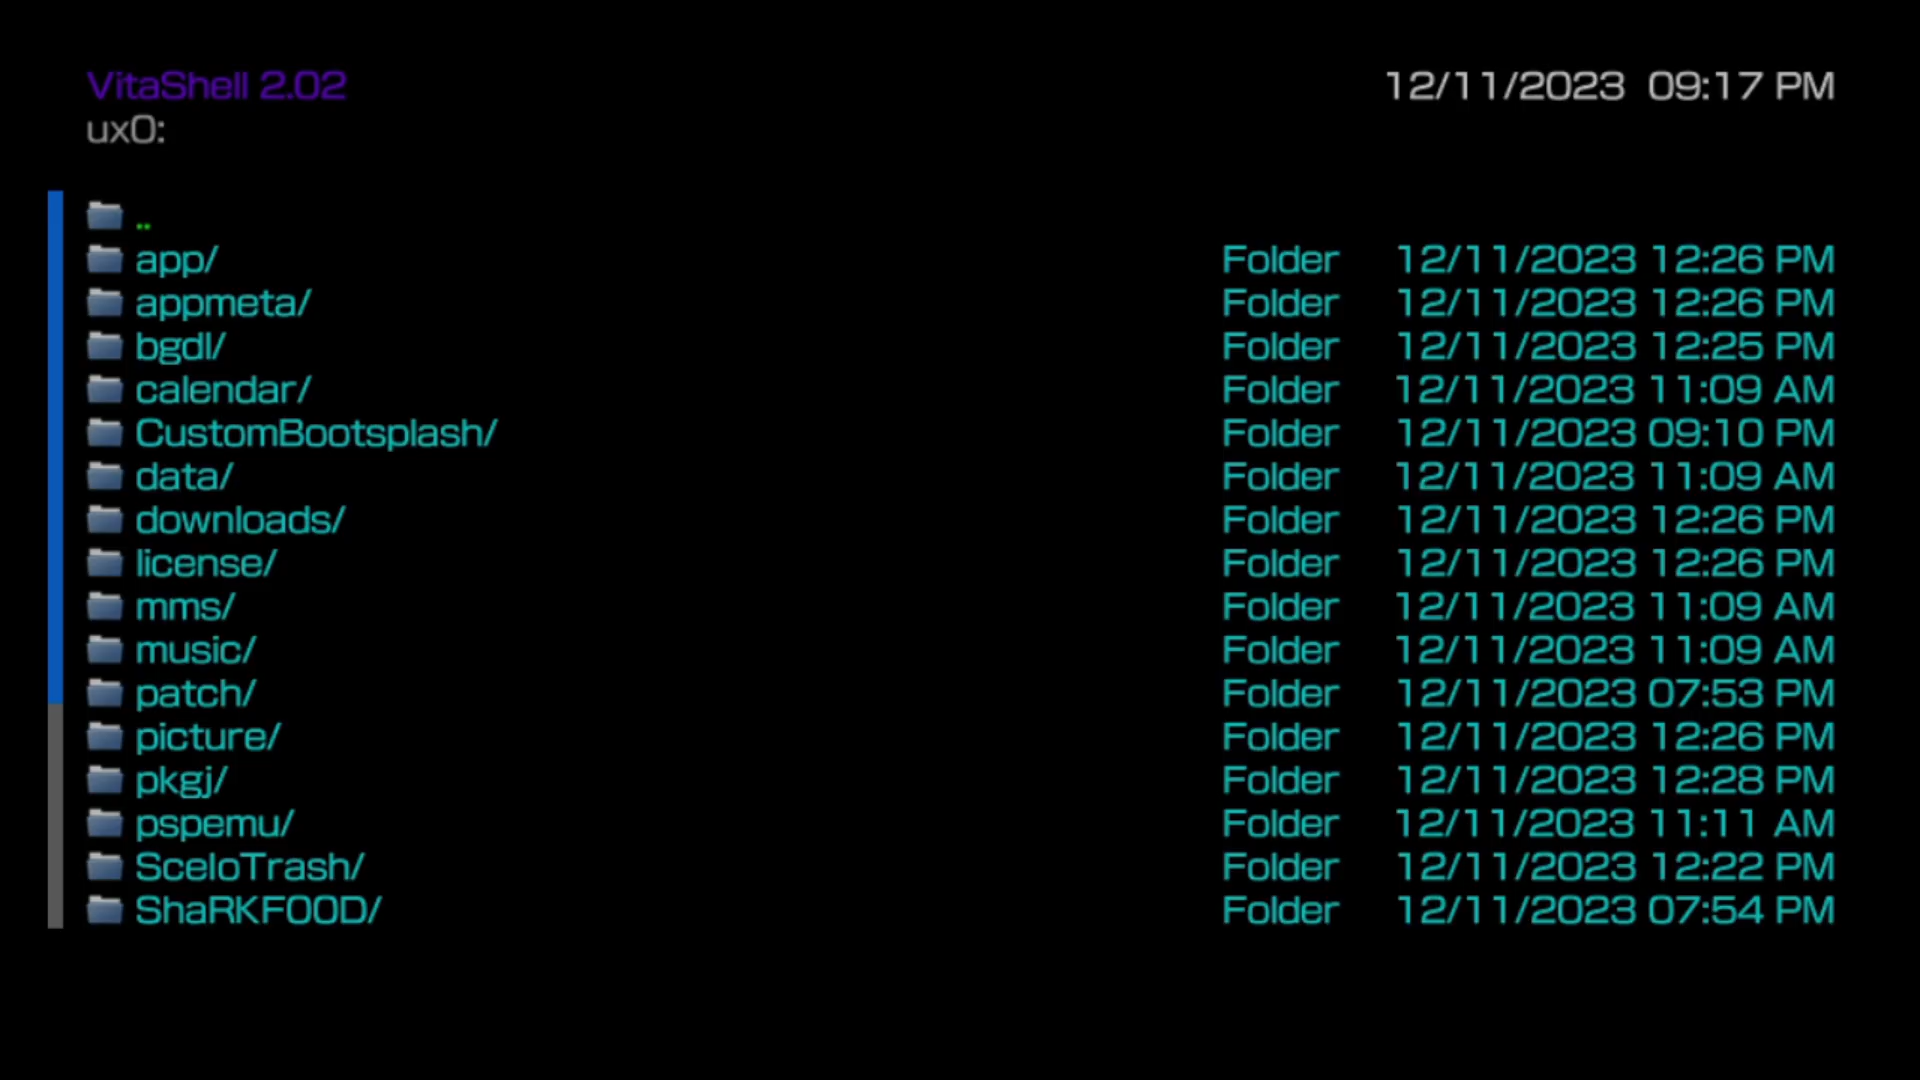 VitaShell 2.02 12/11/2023 09:17 PM
ux0:
..
app/ Folder 12/11/2023 12:26 PM
appmeta/ Folder 12/11/2023 12:26 PM
bgdl/ Folder 12/11/2023 12:25 PM
calendar/ Folder 12/11/2023 11:09 AM
CustomBootsplash/ Folder 12/11/2023 09:10 PM
data/ Folder 12/11/2023 11:09 AM
downloads/ Folder 12/11/2023 12:26 PM
license/ Folder 12/11/2023 12:26 PM
mms/ Folder 12/11/2023 11:09 AM
music/ Folder 12/11/2023 11:09 AM
patch/ Folder 12/11/2023 07:53 PM
picture/ Folder 12/11/2023 12:26 PM
pkgj/ Folder 12/11/2023 12:28 PM
pspemu/ Folder 12/11/2023 11:11 AM
SceIoTrash/ Folder 12/11/2023 12:22 PM
ShaRKF00D/ Folder 12/11/2023 07:54 PM